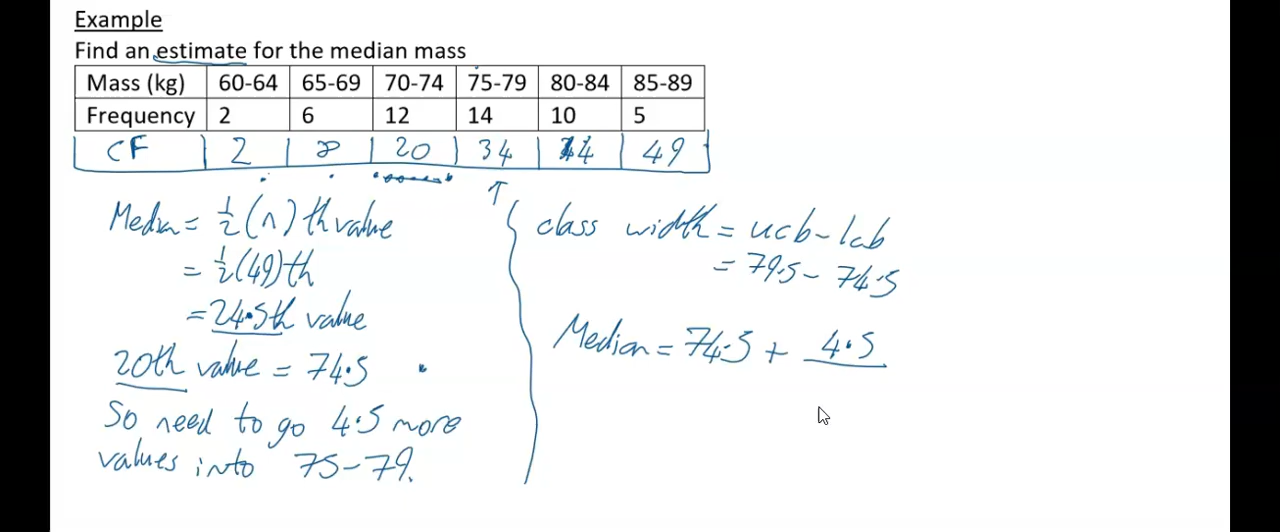 Example
Find an estimate for the median mass
Mass (kg) 60-64 65-69 70-74 75-79 80-84 85-89
Frequency 2 6 12 14 10 5
CF 2 8 20 34 44 49
Median = ½(n)th value
= ½(49)th
= 24.5th value
20th value = 74.5
So need to go 4.5 more
values into 75-79.
class width = ucb - lcb
= 79.5 - 74.5
Median = 74.5 + 4.5